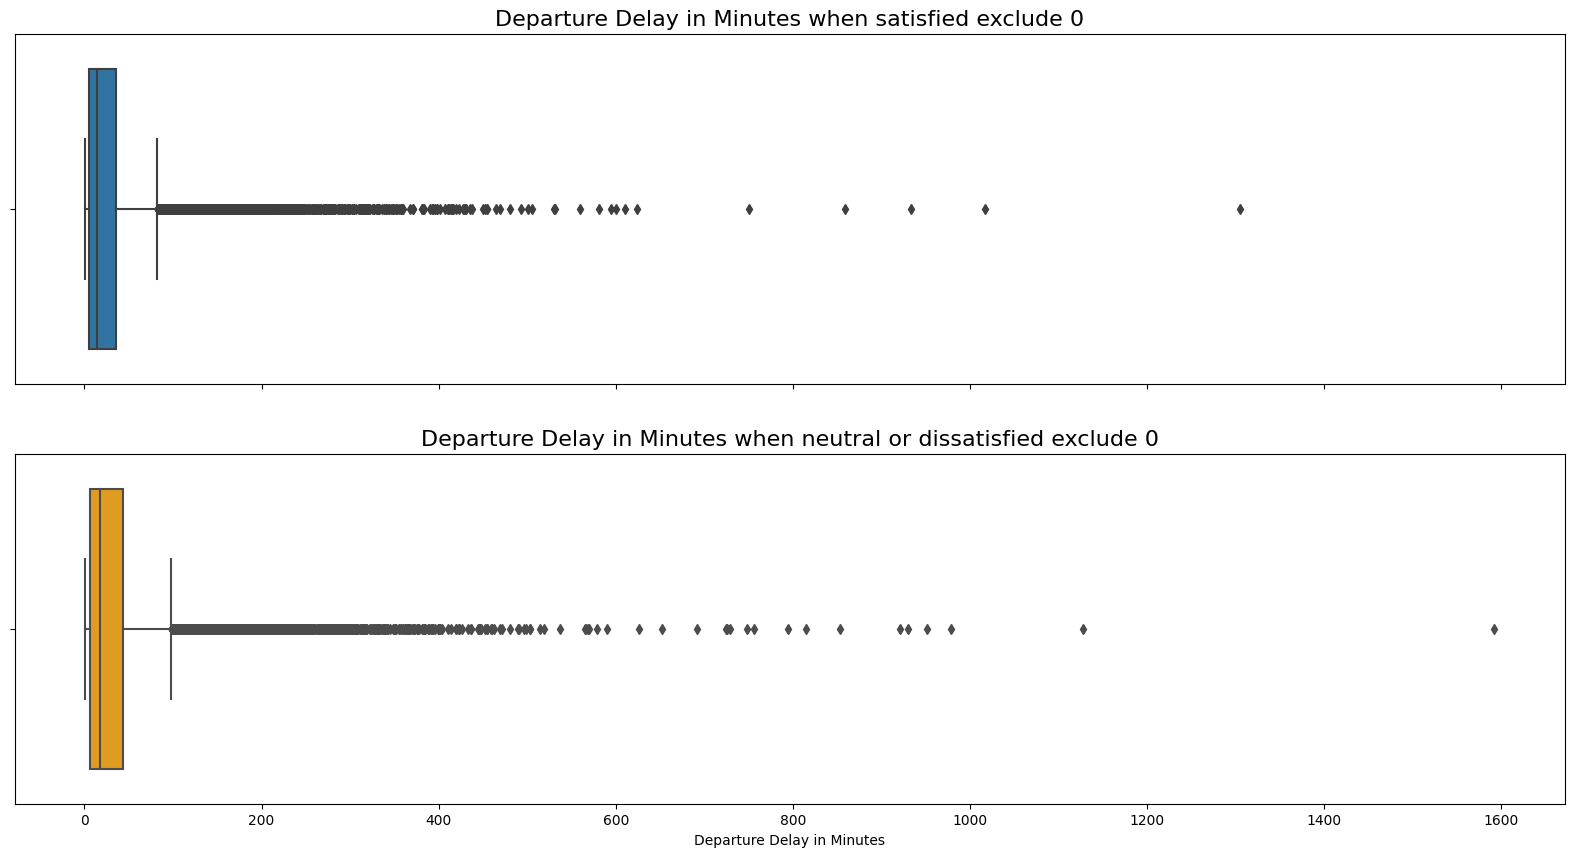 Departure Delay in Minutes when satisfied exclude 0
Departure Delay in Minutes when neutral or dissatisfied exclude 0
0 200 400 600 800 1000 1200 1400 1600
Departure Delay in Minutes